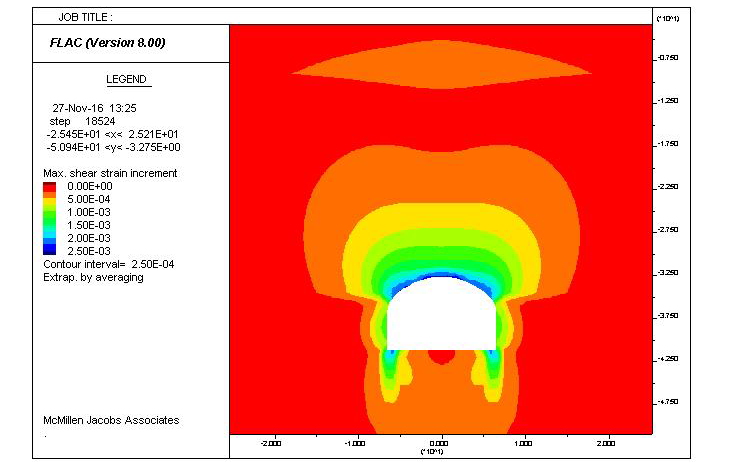 JOB TITLE :
FLAC (Version 8.00)
LEGEND
27-Nov-16 13:25
step 18524
-2.545E+01 <x< 2.521E+01
-5.094E+01 <y< -3.275E+00
Max. shear strain increment
0.00E+00
5.00E-04
1.00E-03
1.50E-03
2.00E-03
2.50E-03
Contour interval= 2.50E-04
Extrap. by averaging
McMillen Jacobs Associates
(*10^1)
-0.750
-1.250
-1.750
-2.250
-2.750
-3.250
-3.750
-4.250
-4.750
-2.000
-1.000
0.000
1.000
2.000
(*10^1)